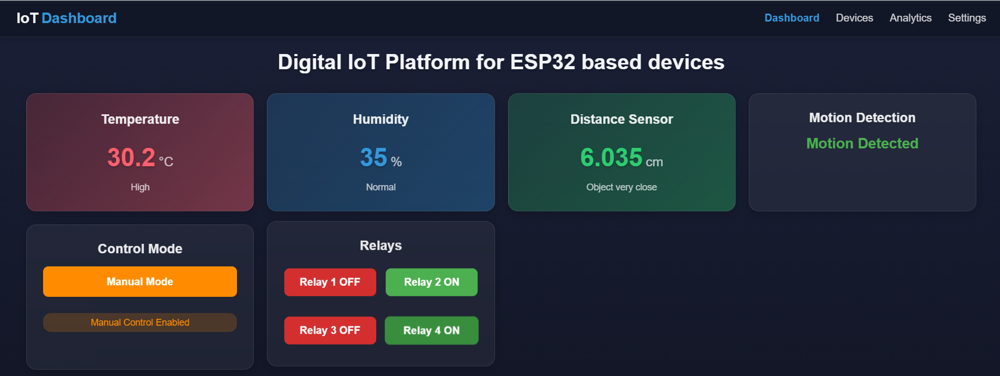 IoT Dashboard
Dashboard Devices Analytics Settings
Digital IoT Platform for ESP32 based devices
Temperature
30.2 °C
High
Humidity
35 %
Normal
Distance Sensor
6.035 cm
Object very close
Motion Detection
Motion Detected
Control Mode
Manual Mode
Manual Control Enabled
Relays
Relay 1 OFF
Relay 2 ON
Relay 3 OFF
Relay 4 ON